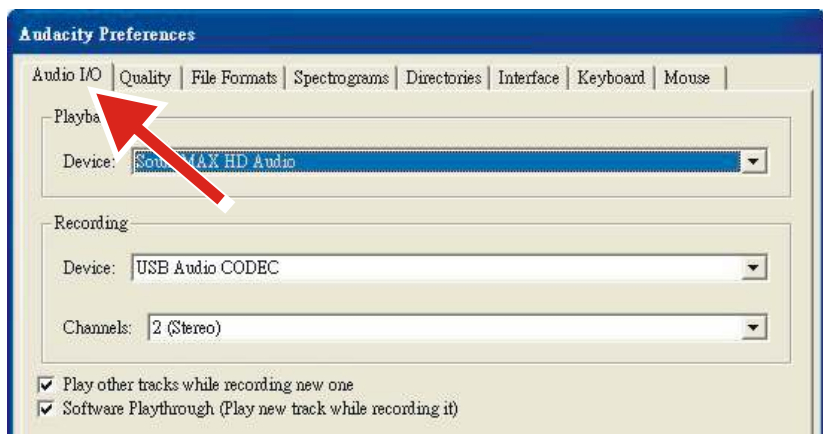 Audacity Preferences
Audio I/O Quality File Formats Spectrograms Directories Interface Keyboard Mouse
Device: MAX HD Audio
Recording
Device: USB Audio CODEC
Channels: 2 (Stereo)
Play other tracks while recording new one
Software Playthrough (Play new track while recording it)